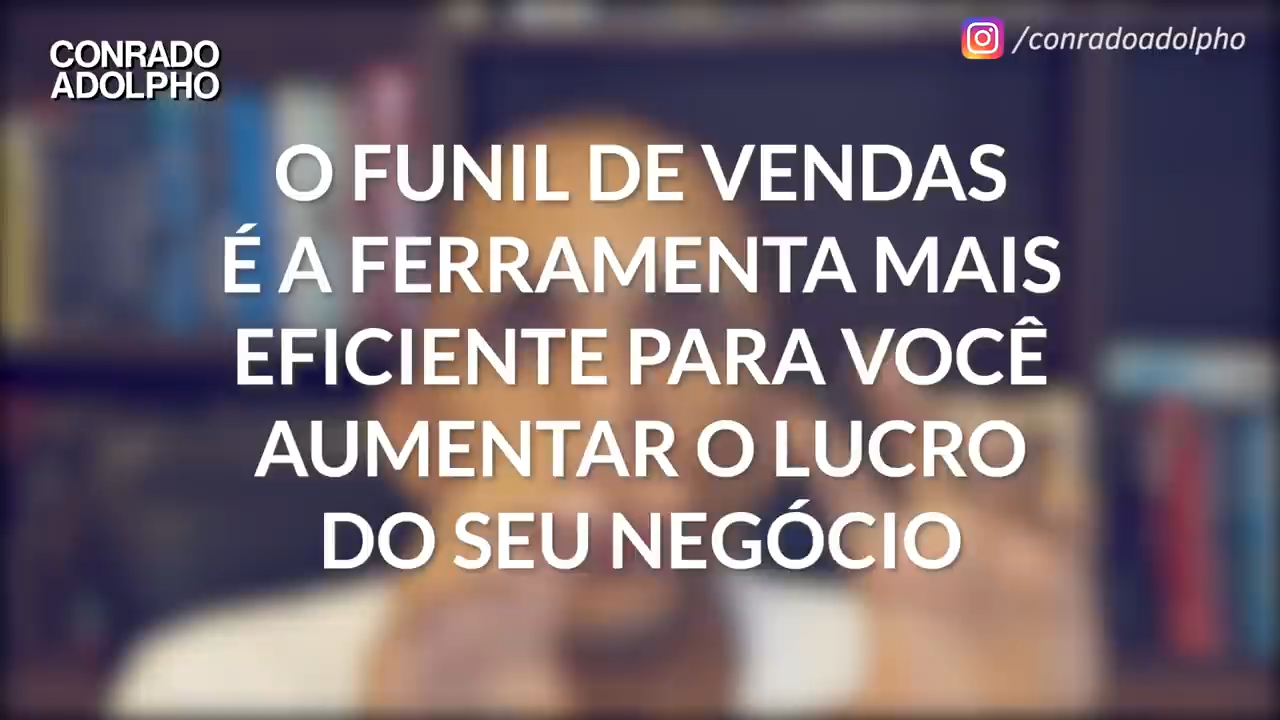 CONRADO
ADOLPHO
/conradoadolpho
O FUNIL DE VENDAS
É A FERRAMENTA MAIS
EFICIENTE PARA VOCÊ
AUMENTAR O LUCRO
DO SEU NEGÓCIO